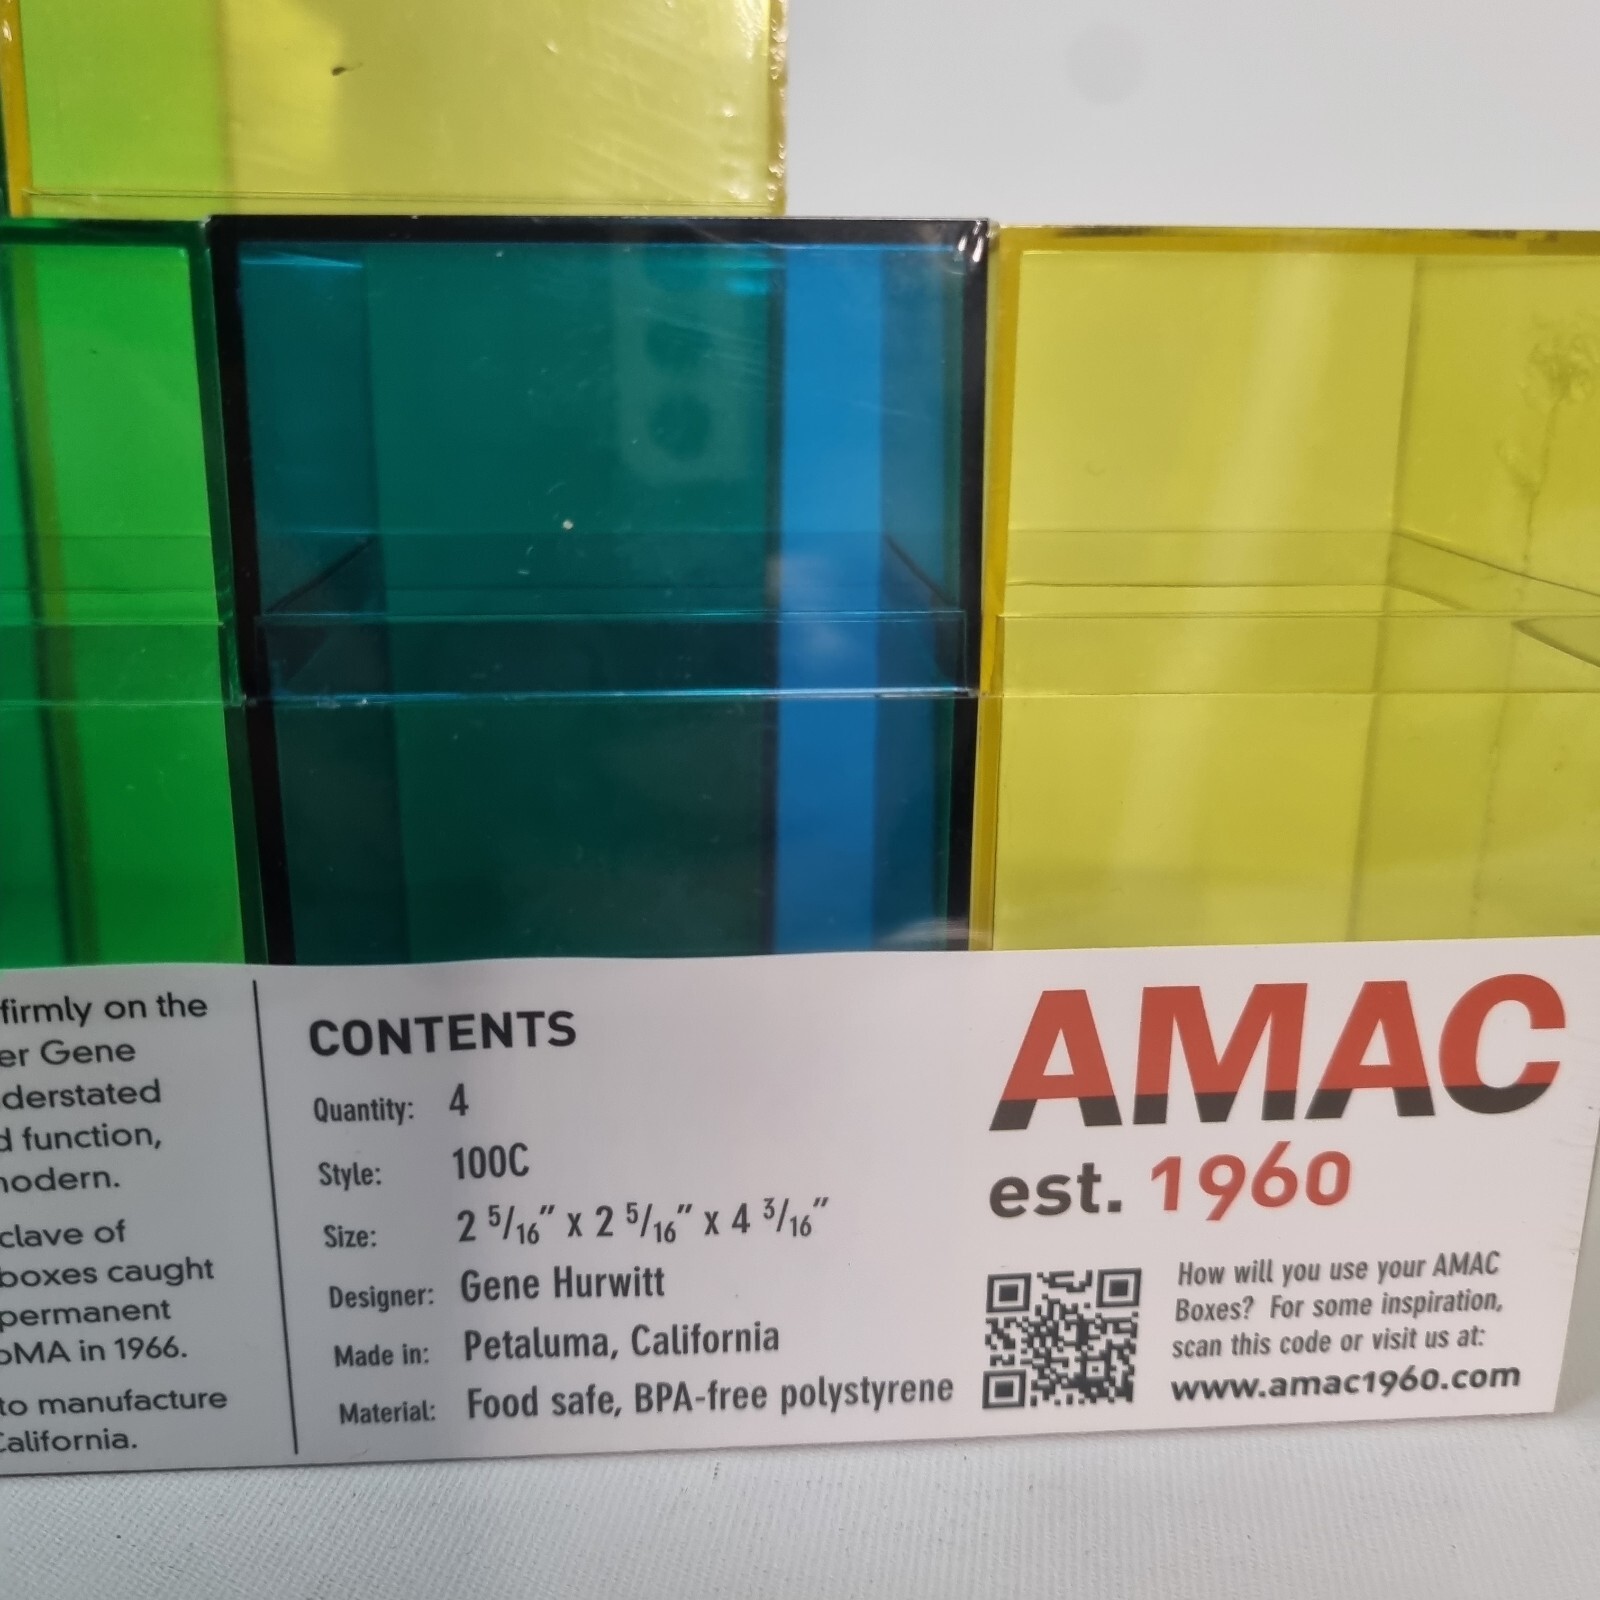 firmly on the
er Gene
derstated
d function,
modern.
clave of
boxes caught
permanent
oMA in 1966.
to manufacture
California.
CONTENTS
Quantity: 4
Style: 100C
Size: 2 5/16" x 2 5/16" x 4 3/16"
Designer: Gene Hurwitt
Made in: Petaluma, California
Material: Food safe, BPA-free polystyrene
AMAC
est. 1960
How will you use your AMAC
Boxes? For some inspiration,
scan this code or visit us at:
www.amac1960.com